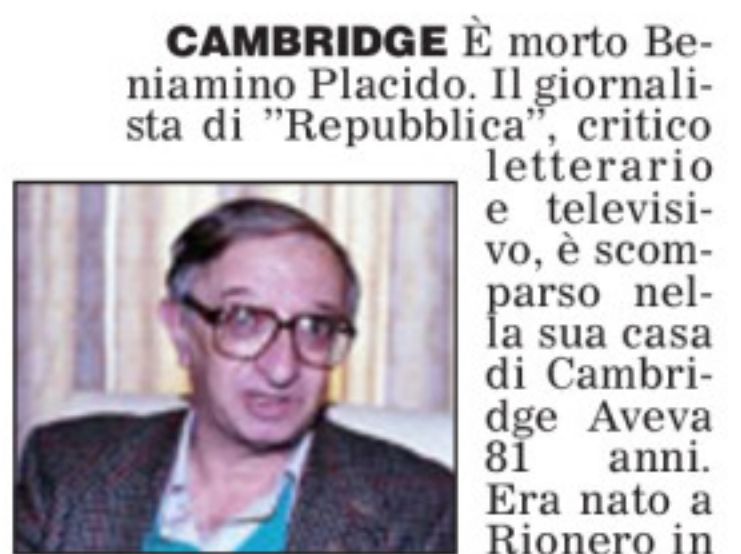 CAMBRIDGE È morto Be-
niamino Placido. Il giornali-
sta di ”Repubblica”, critico
letterario
e televisi-
vo, è scom-
parso nel-
la sua casa
di Cambri-
dge Aveva
81 anni.
Era nato a
Rionero in